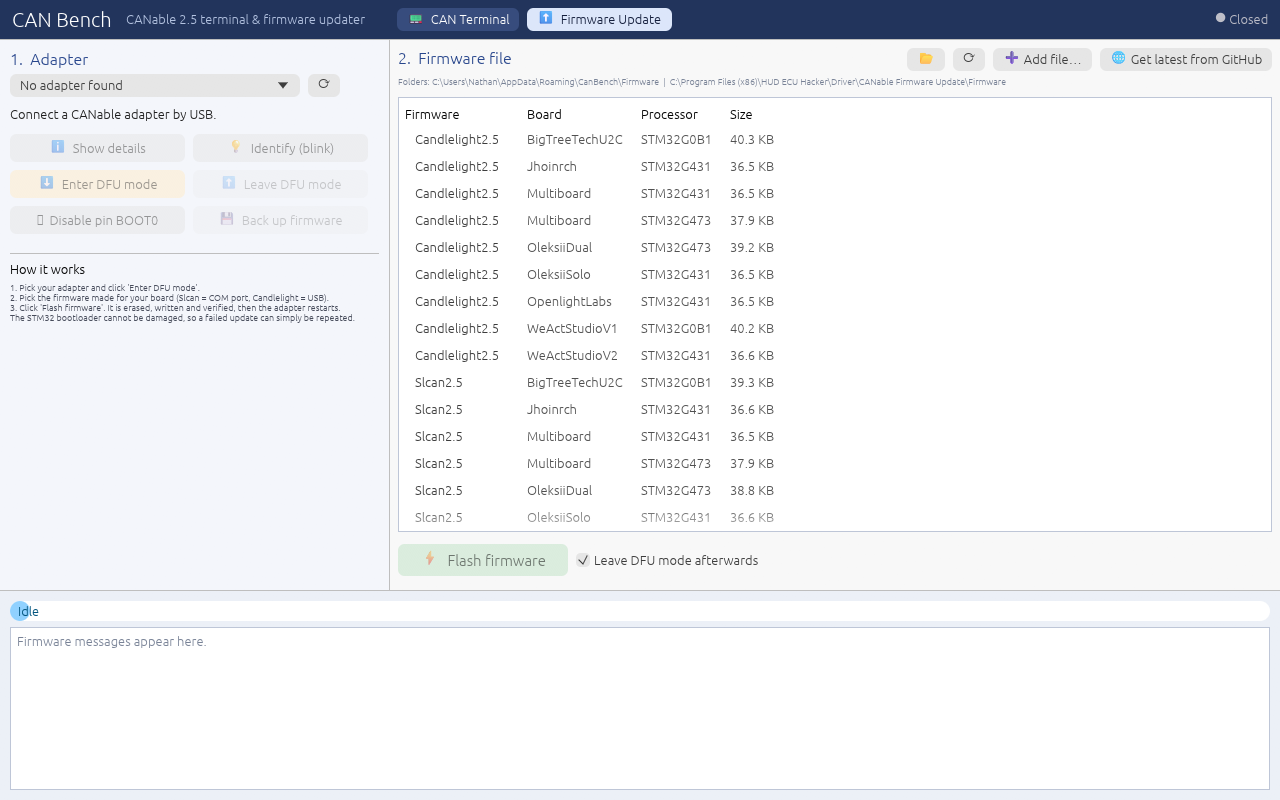 CAN Bench CANable 2.5 terminal & firmware updater CAN Terminal Firmware Update Closed
1. Adapter
No adapter found
Connect a CANable adapter by USB.
Show details Identify (blink)
Enter DFU mode Leave DFU mode
Disable pin BOOT0 Back up firmware
How it works
1. Pick your adapter and click 'Enter DFU mode'.
2. Pick the firmware made for your board (Slcan = COM port, Candlelight = USB).
3. Click 'Flash firmware'. It is erased, written and verified, then the adapter restarts.
The STM32 bootloader cannot be damaged, so a failed update can simply be repeated.
2. Firmware file Add file... Get latest from GitHub
Folders: C:\Users\Nathan\AppData\Roaming\CanBench\Firmware | C:\Program Files (x86)\HUD ECU Hacker\Driver\CANable Firmware Update\Firmware
Firmware Board Processor Size
Candlelight2.5 BigTreeTechU2C STM32G0B1 40.3 KB
Candlelight2.5 Jhoinrch STM32G431 36.5 KB
Candlelight2.5 Multiboard STM32G431 36.5 KB
Candlelight2.5 Multiboard STM32G473 37.9 KB
Candlelight2.5 OleksiiDual STM32G473 39.2 KB
Candlelight2.5 OleksiiSolo STM32G431 36.5 KB
Candlelight2.5 OpenlightLabs STM32G431 36.5 KB
Candlelight2.5 WeActStudioV1 STM32G0B1 40.2 KB
Candlelight2.5 WeActStudioV2 STM32G431 36.6 KB
Slcan2.5 BigTreeTechU2C STM32G0B1 39.3 KB
Slcan2.5 Jhoinrch STM32G431 36.6 KB
Slcan2.5 Multiboard STM32G431 36.5 KB
Slcan2.5 Multiboard STM32G473 37.9 KB
Slcan2.5 OleksiiDual STM32G473 38.8 KB
Slcan2.5 OleksiiSolo STM32G431 36.6 KB
Flash firmware Leave DFU mode afterwards
Idle
Firmware messages appear here.